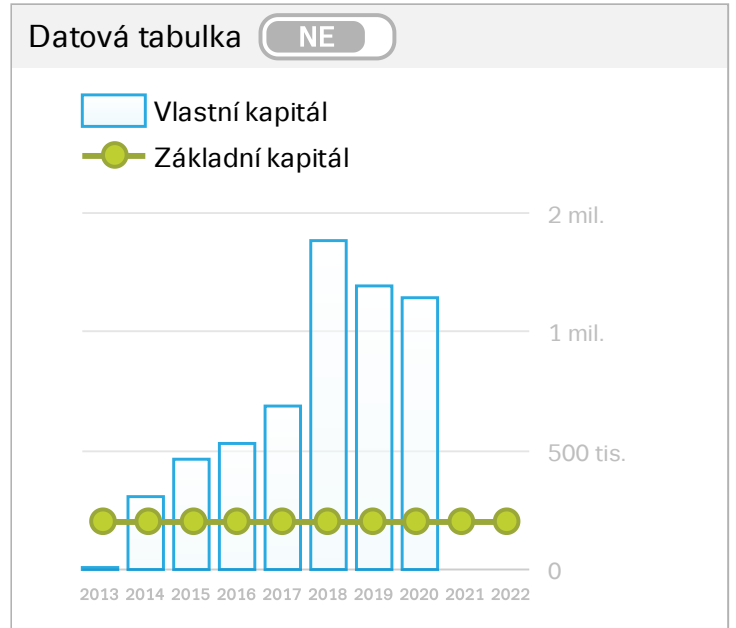 Datová tabulka NE
Vlastní kapitál
Základní kapitál
2 mil.
1 mil.
500 tis.
0
2013 2014 2015 2016 2017 2018 2019 2020 2021 2022